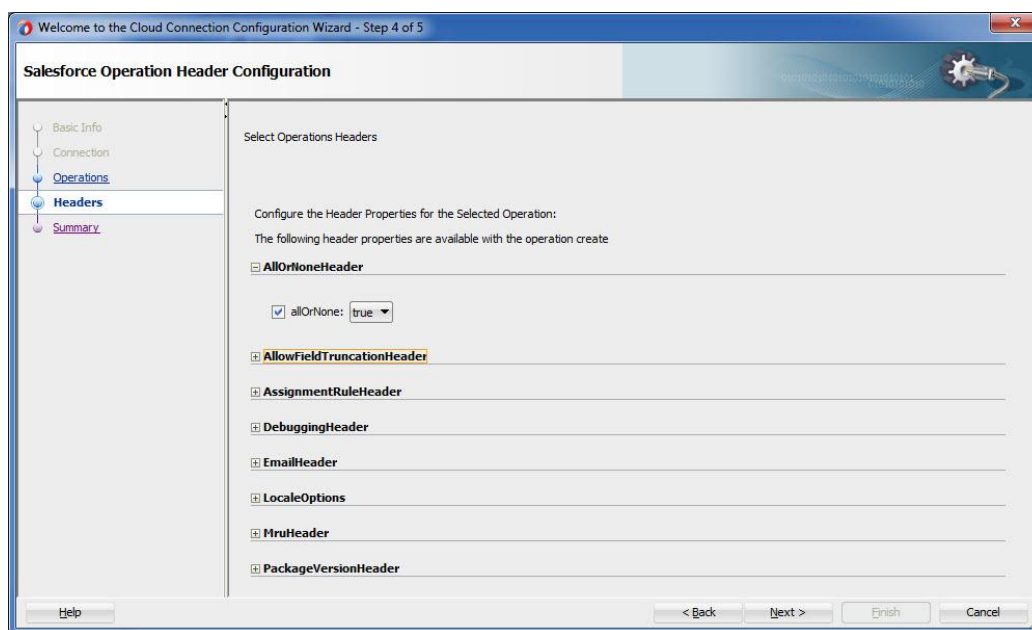 Welcome to the Cloud Connection Configuration Wizard - Step 4 of 5
Salesforce Operation Header Configuration
Basic Info
Connection
Operations
Headers
Summary
Select Operations Headers
Configure the Header Properties for the Selected Operation:
The following header properties are available with the operation create
AllOrNoneHeader
allOrNone: true
AllowFieldTruncationHeader
AssignmentRuleHeader
DebuggingHeader
EmailHeader
LocaleOptions
MruHeader
PackageVersionHeader
Help
< Back Next > Finish Cancel